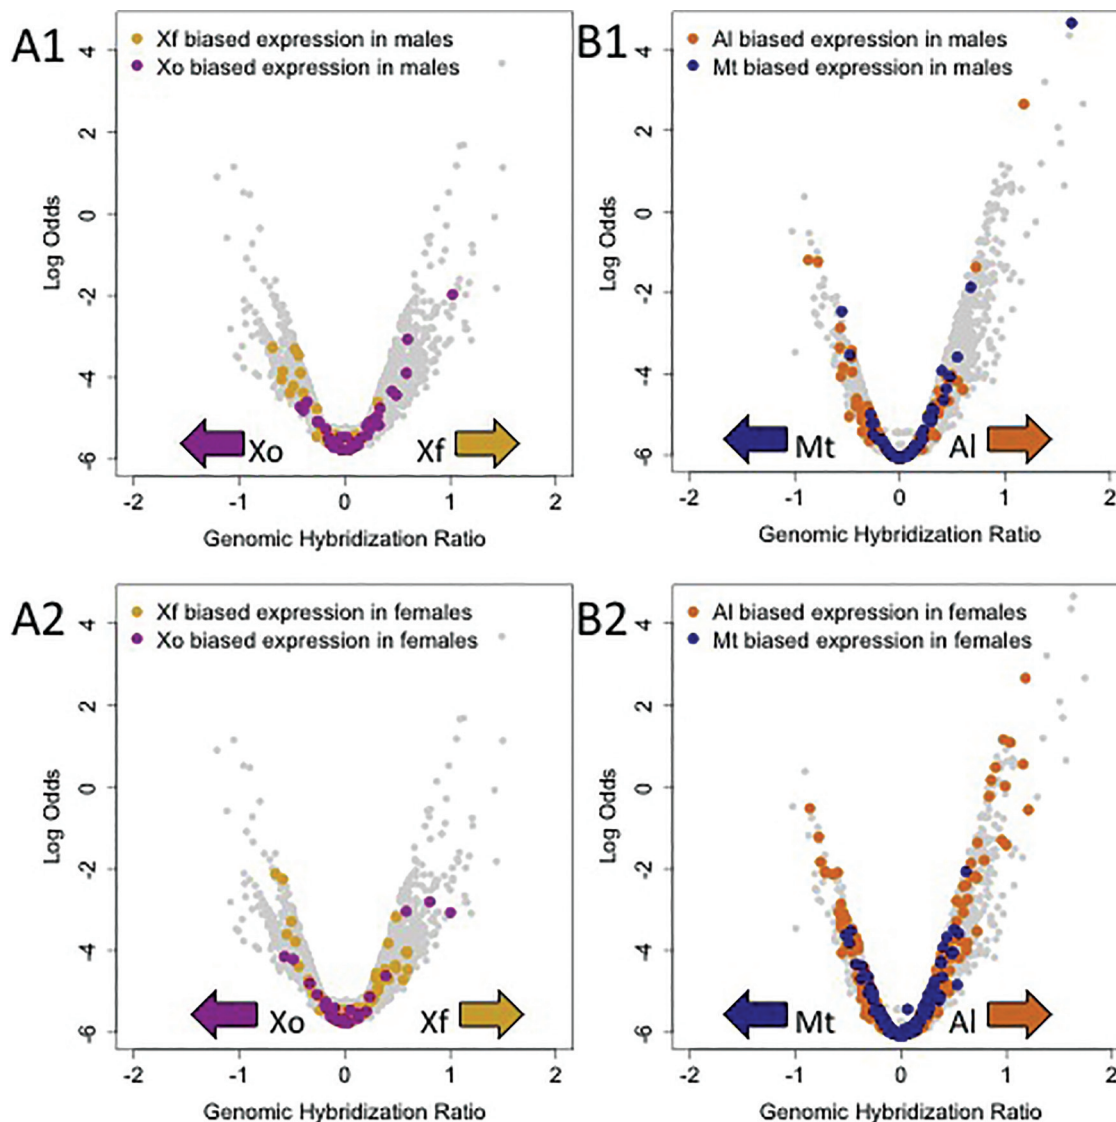 A1
Xf biased expression in males
Xo biased expression in males
4
2
0
-2
-4
-6
Log Odds
Xo
Xf
-2
-1
0
1
2
Genomic Hybridization Ratio
B1
Al biased expression in males
Mt biased expression in males
4
2
0
-2
-4
-6
Log Odds
Mt
Al
-2
-1
0
1
2
Genomic Hybridization Ratio
A2
Xf biased expression in females
Xo biased expression in females
4
2
0
-2
-4
-6
Log Odds
Xo
Xf
-2
-1
0
1
2
Genomic Hybridization Ratio
B2
Al biased expression in females
Mt biased expression in females
4
2
0
-2
-4
-6
Log Odds
Mt
Al
-2
-1
0
1
2
Genomic Hybridization Ratio